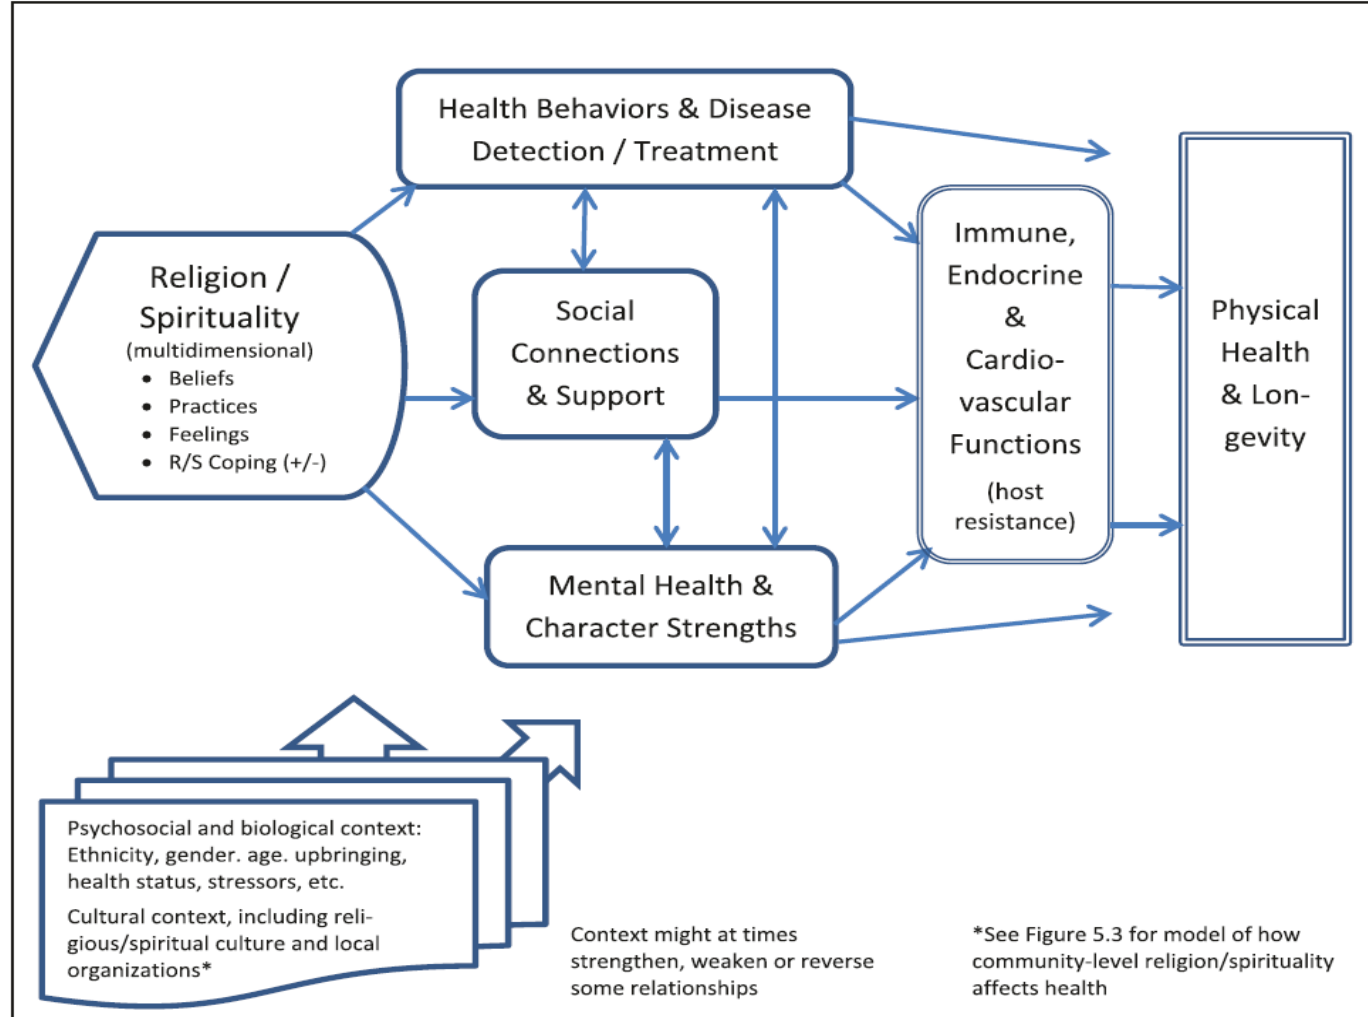 Health Behaviors & Disease
Detection / Treatment
Religion /
Spirituality
(multidimensional)
• Beliefs
• Practices
• Feelings
• R/S Coping (+/-)
Social
Connections
& Support
Mental Health &
Character Strengths
Immune,
Endocrine
&
Cardio-
vascular
Functions
(host
resistance)
Physical
Health
& Lon-
gevity
Psychosocial and biological context:
Ethnicity, gender. age. upbringing,
health status, stressors, etc.
Cultural context, including reli-
gious/spiritual culture and local
organizations*
Context might at times
strengthen, weaken or reverse
some relationships
*See Figure 5.3 for model of how
community-level religion/spirituality
affects health